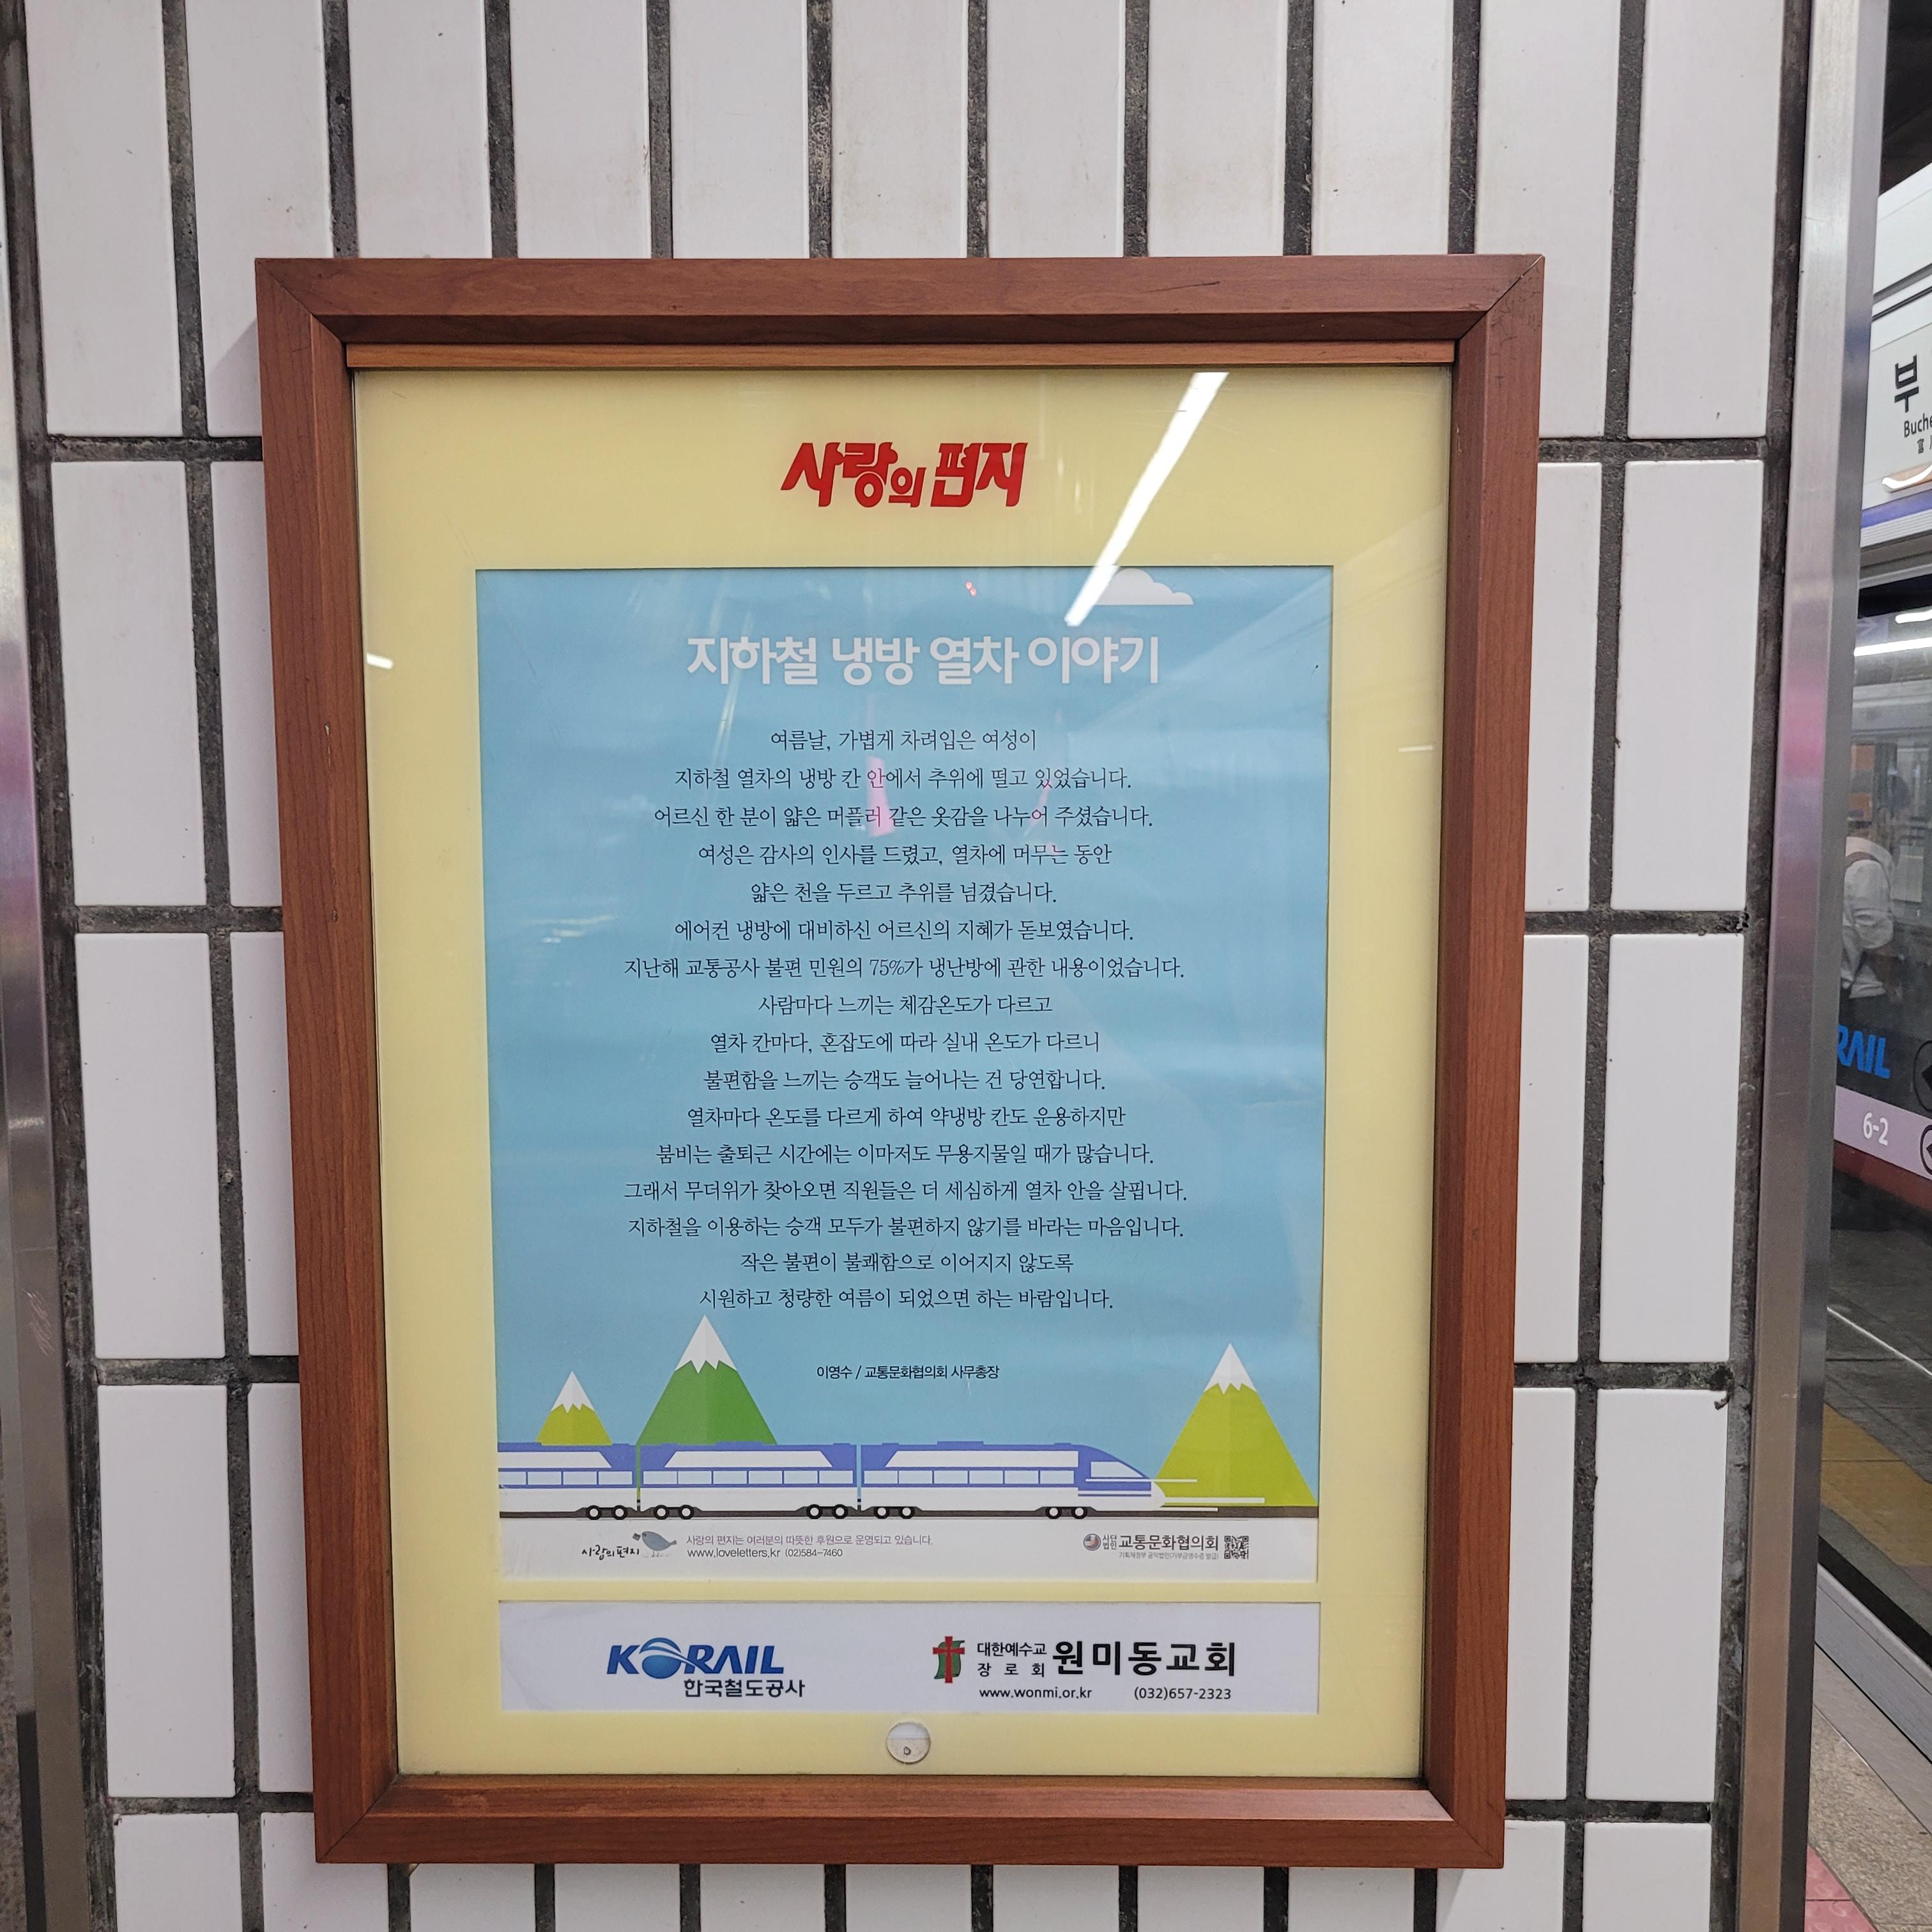 사랑의 편지
지하철 냉방 열차 이야기
여름날, 가볍게 차려입은 여성이
지하철 열차의 냉방 칸 안에서 추위에 떨고 있었습니다.
어르신 한 분이 얇은 머플러 같은 옷감을 나누어 주셨습니다.
여성은 감사의 인사를 드렸고, 열차에 머무는 동안
얇은 천을 두르고 추위를 넘겼습니다.
에어컨 냉방에 대비하신 어르신의 지혜가 돋보였습니다.
지난해 교통공사 불편 민원의 75%가 냉난방에 관한 내용이었습니다.
사람마다 느끼는 체감온도가 다르고
열차 칸마다, 혼잡도에 따라 실내 온도가 다르니
불편함을 느끼는 승객도 늘어나는 건 당연합니다.
열차마다 온도를 다르게 하여 약냉방 칸도 운용하지만
붐비는 출퇴근 시간에는 이마저도 무용지물일 때가 많습니다.
그래서 무더위가 찾아오면 직원들은 더 세심하게 열차 안을 살핍니다.
지하철을 이용하는 승객 모두가 불편하지 않기를 바라는 마음입니다.
작은 불편이 불쾌함으로 이어지지 않도록
시원하고 청량한 여름이 되었으면 하는 바람입니다.
이영수 / 교통문화협의회 사무총장
사랑의 편지
사랑의 편지는 여러분의 따뜻한 후원으로 운영되고 있습니다.
www.loveletters.kr (02)584-7460
사단법인 교통문화협의회
KORAIL
한국철도공사
대한예수교
장로회 원미동교회
www.wonmi.or.kr (032)657-2323
부
Buche
RAIL
6-2